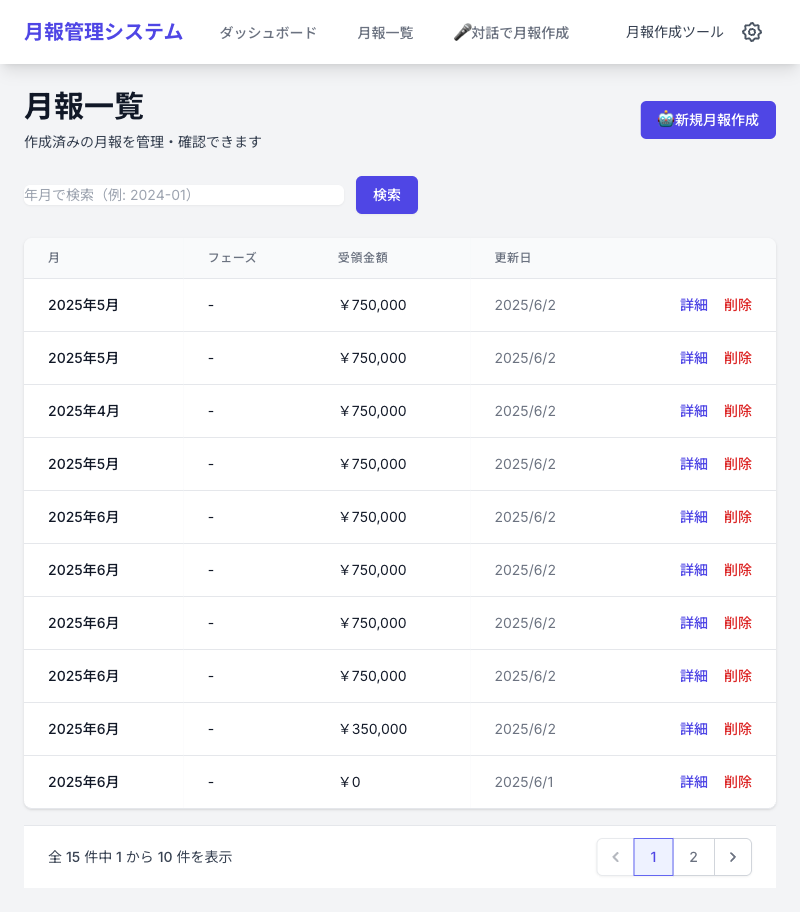 月報管理システム ダッシュボード 月報一覧 🎤対話で月報作成 月報作成ツール
月報一覧
作成済みの月報を管理・確認できます
🤖新規月報作成
年月で検索（例: 2024-01） 検索
月 フェーズ 受領金額 更新日
2025年5月 - ￥750,000 2025/6/2 詳細 削除
2025年5月 - ￥750,000 2025/6/2 詳細 削除
2025年4月 - ￥750,000 2025/6/2 詳細 削除
2025年5月 - ￥750,000 2025/6/2 詳細 削除
2025年6月 - ￥750,000 2025/6/2 詳細 削除
2025年6月 - ￥750,000 2025/6/2 詳細 削除
2025年6月 - ￥750,000 2025/6/2 詳細 削除
2025年6月 - ￥750,000 2025/6/2 詳細 削除
2025年6月 - ￥350,000 2025/6/2 詳細 削除
2025年6月 - ￥0 2025/6/1 詳細 削除
全 15 件中 1 から 10 件を表示 1 2